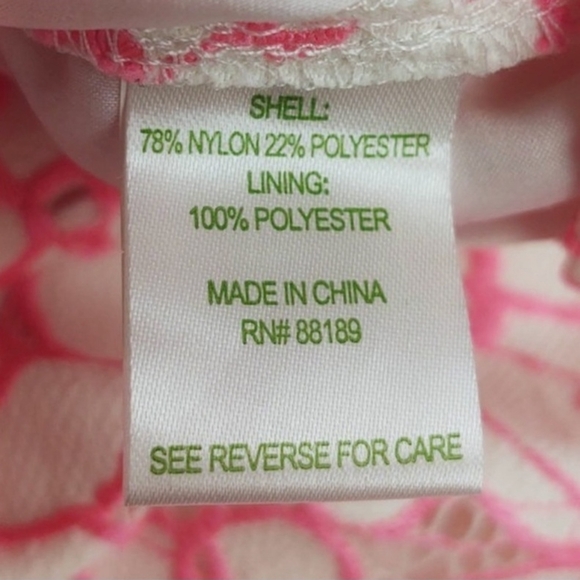 SHELL:
78% NYLON 22% POLYESTER
LINING:
100% POLYESTER
MADE IN CHINA
RN# 88189
SEE REVERSE FOR CARE